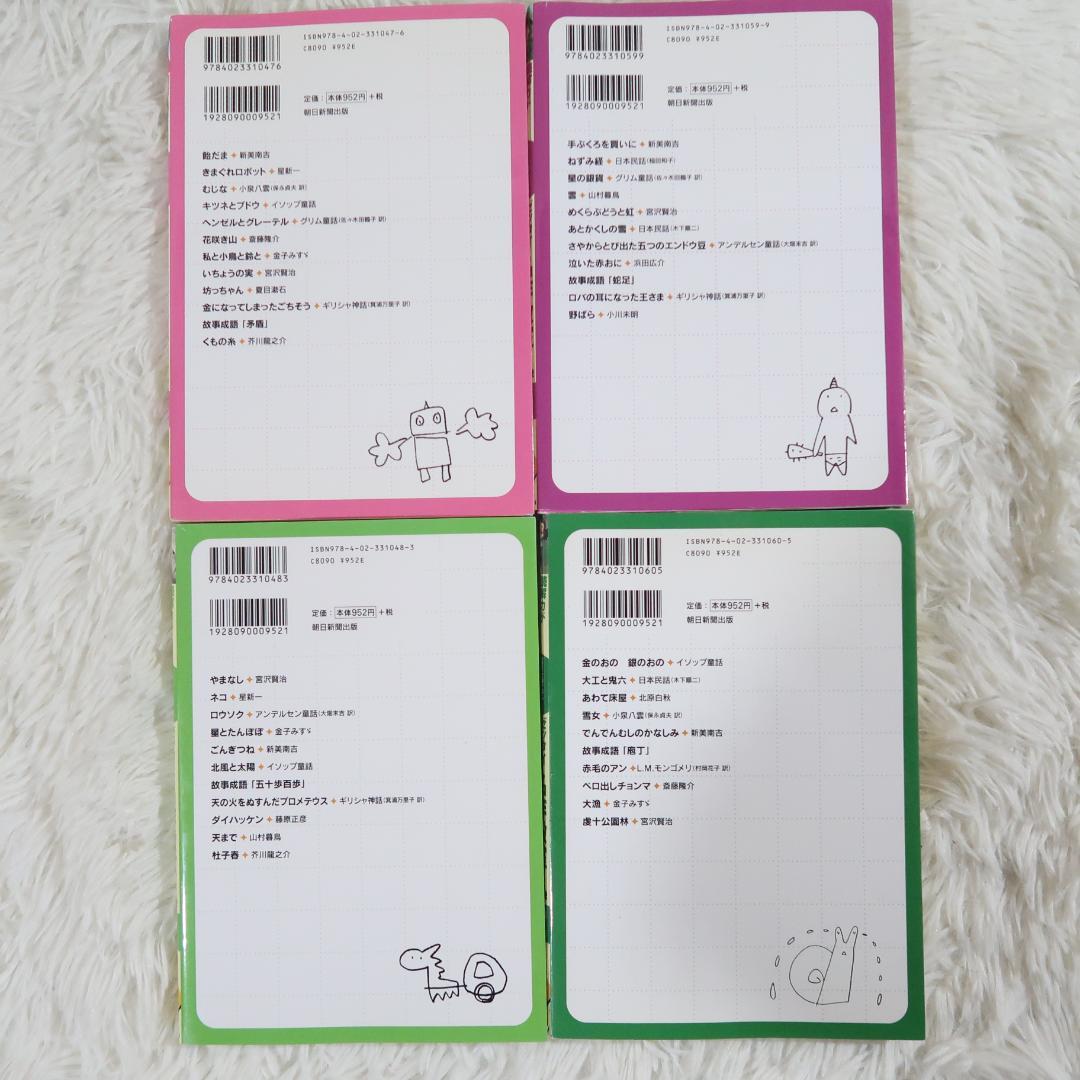 ISBN978-4-02-331047-6
C8090 ¥952E
9784023310476
1928090009521
定価：本体952円＋税
朝日新聞出版
飴だま✦新美南吉
きまぐれロボット✦星新一
むじな✦小泉八雲(保永貞夫 訳)
キツネとブドウ✦イソップ童話
ヘンゼルとグレーテル✦グリム童話(佐々木田鶴子 訳)
花咲き山✦斎藤隆介
私と小鳥と鈴と✦金子みすゞ
いちょうの実✦宮沢賢治
坊っちゃん✦夏目漱石
金になってしまったごちそう✦ギリシャ神話(箕浦万里子 訳)
故事成語「矛盾」
くもの糸✦芥川龍之介
ISBN978-4-02-331059-9
C8090 ¥952E
9784023310599
1928090009521
定価：本体952円＋税
朝日新聞出版
手ぶくろを買いに✦新美南吉
ねずみ経✦日本民話(稲田和子)
星の銀貨✦グリム童話(佐々木田鶴子 訳)
雲✦山村暮鳥
めくらぶどうと虹✦宮沢賢治
あとかくしの雪✦日本民話(木下順二)
さやからとび出た五つのエンドウ豆✦アンデルセン童話(大畑末吉 訳)
泣いた赤おに✦浜田広介
故事成語「蛇足」
ロバの耳になった王さま✦ギリシャ神話(箕浦万里子 訳)
野ばら✦小川未明
ISBN978-4-02-331048-3
C8090 ¥952E
9784023310483
1928090009521
定価：本体952円＋税
朝日新聞出版
やまなし✦宮沢賢治
ネコ✦星新一
ロウソク✦アンデルセン童話(大畑末吉 訳)
星とたんぽぽ✦金子みすゞ
ごんぎつね✦新美南吉
北風と太陽✦イソップ童話
故事成語「五十歩百歩」
天の火をぬすんだプロメテウス✦ギリシャ神話(箕浦万里子 訳)
ダイハッケン✦藤原正彦
天まで✦山村暮鳥
杜子春✦芥川龍之介
ISBN978-4-02-331060-5
C8090 ¥952E
9784023310605
1928090009521
定価：本体952円＋税
朝日新聞出版
金のおの　銀のおの✦イソップ童話
大工と鬼六✦日本民話(木下順二)
あわて床屋✦北原白秋
雪女✦小泉八雲(保永貞夫 訳)
でんでんむしのかなしみ✦新美南吉
故事成語「庖丁」
赤毛のアン✦L.M.モンゴメリ(村岡花子 訳)
ベロ出しチョンマ✦斎藤隆介
大漁✦金子みすゞ
虔十公園林✦宮沢賢治